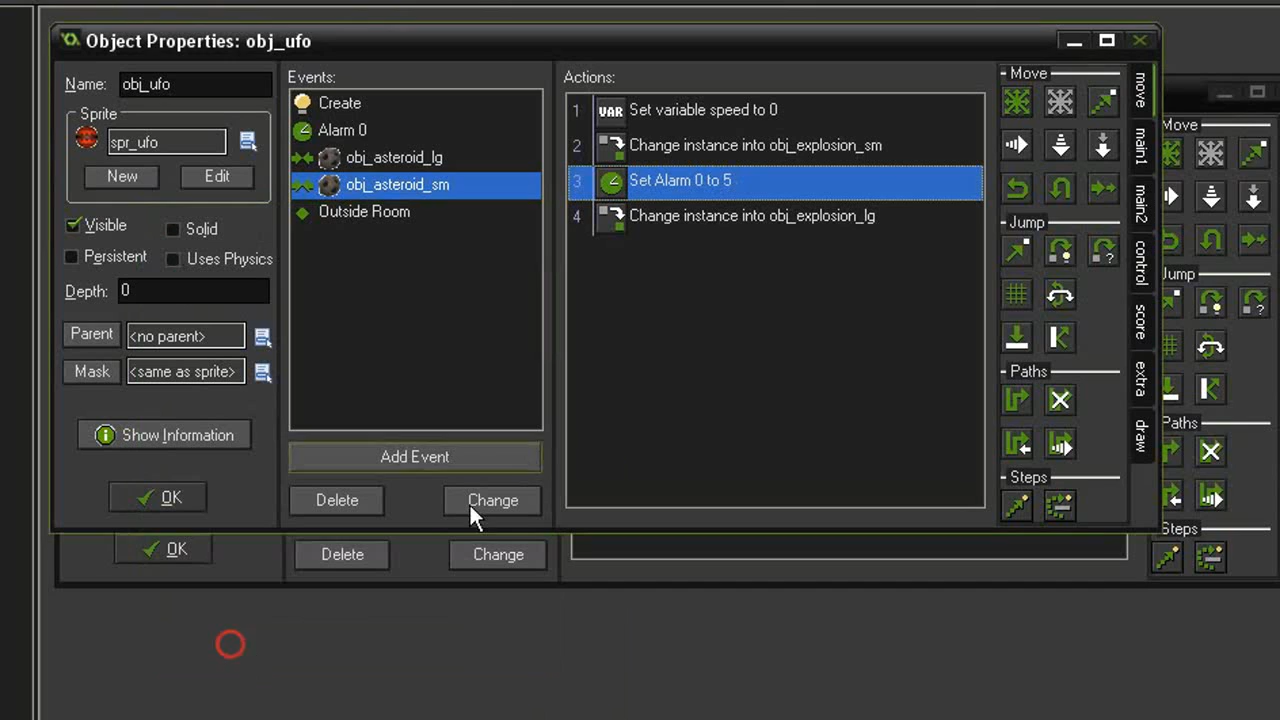 Object Properties: obj_ufo
Name: obj_ufo
Sprite
spr_ufo
New Edit
Visible Solid
Persistent Uses Physics
Depth: 0
Parent <no parent>
Mask <same as sprite>
Show Information
OK
Events:
Create
Alarm 0
obj_asteroid_lg
obj_asteroid_sm
Outside Room
Add Event
Delete Change
Actions:
1 VAR Set variable speed to 0
2 Change instance into obj_explosion_sm
3 Set Alarm 0 to 5
4 Change instance into obj_explosion_lg
Move
Jump
Paths
Steps
move
main1
main2
control
score
extra
draw
Move
Jump
Paths
Steps
OK Delete Change